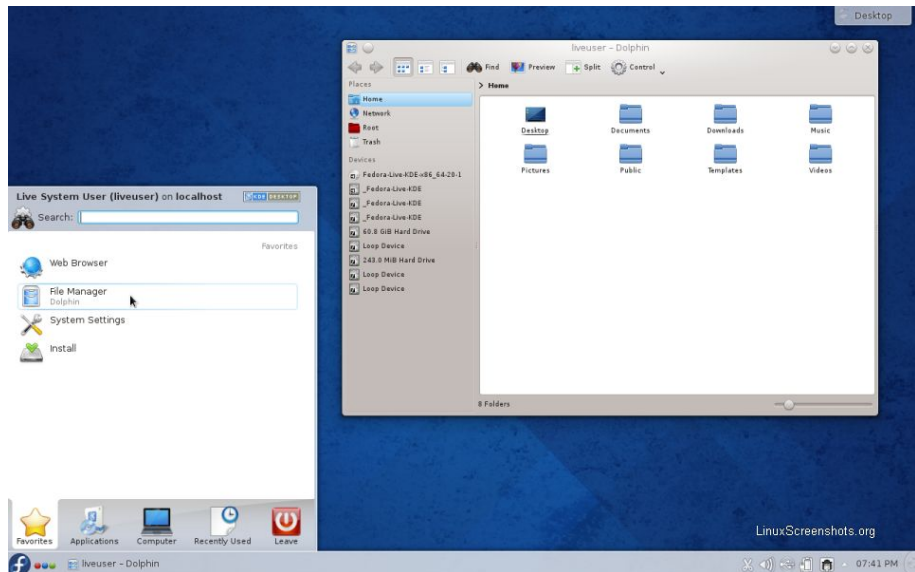 Desktop
liveuser – Dolphin
Find Preview Split Control
Places
Home
Network
Root
Trash
Devices
Fedora-Live-KDE-x86_64-20-1
_Fedora-Live-KDE
_Fedora-Live-KDE
_Fedora-Live-KDE
60.8 GiB Hard Drive
Loop Device
243.0 MiB Hard Drive
Loop Device
Loop Device
> Home
Desktop Documents Downloads Music
Pictures Public Templates Videos
8 Folders
Live System User (liveuser) on localhost KDE DESKTOP
Search:
Favorites
Web Browser
File Manager
Dolphin
System Settings
Install
Favorites Applications Computer Recently Used Leave
LinuxScreenshots.org
liveuser – Dolphin 07:41 PM